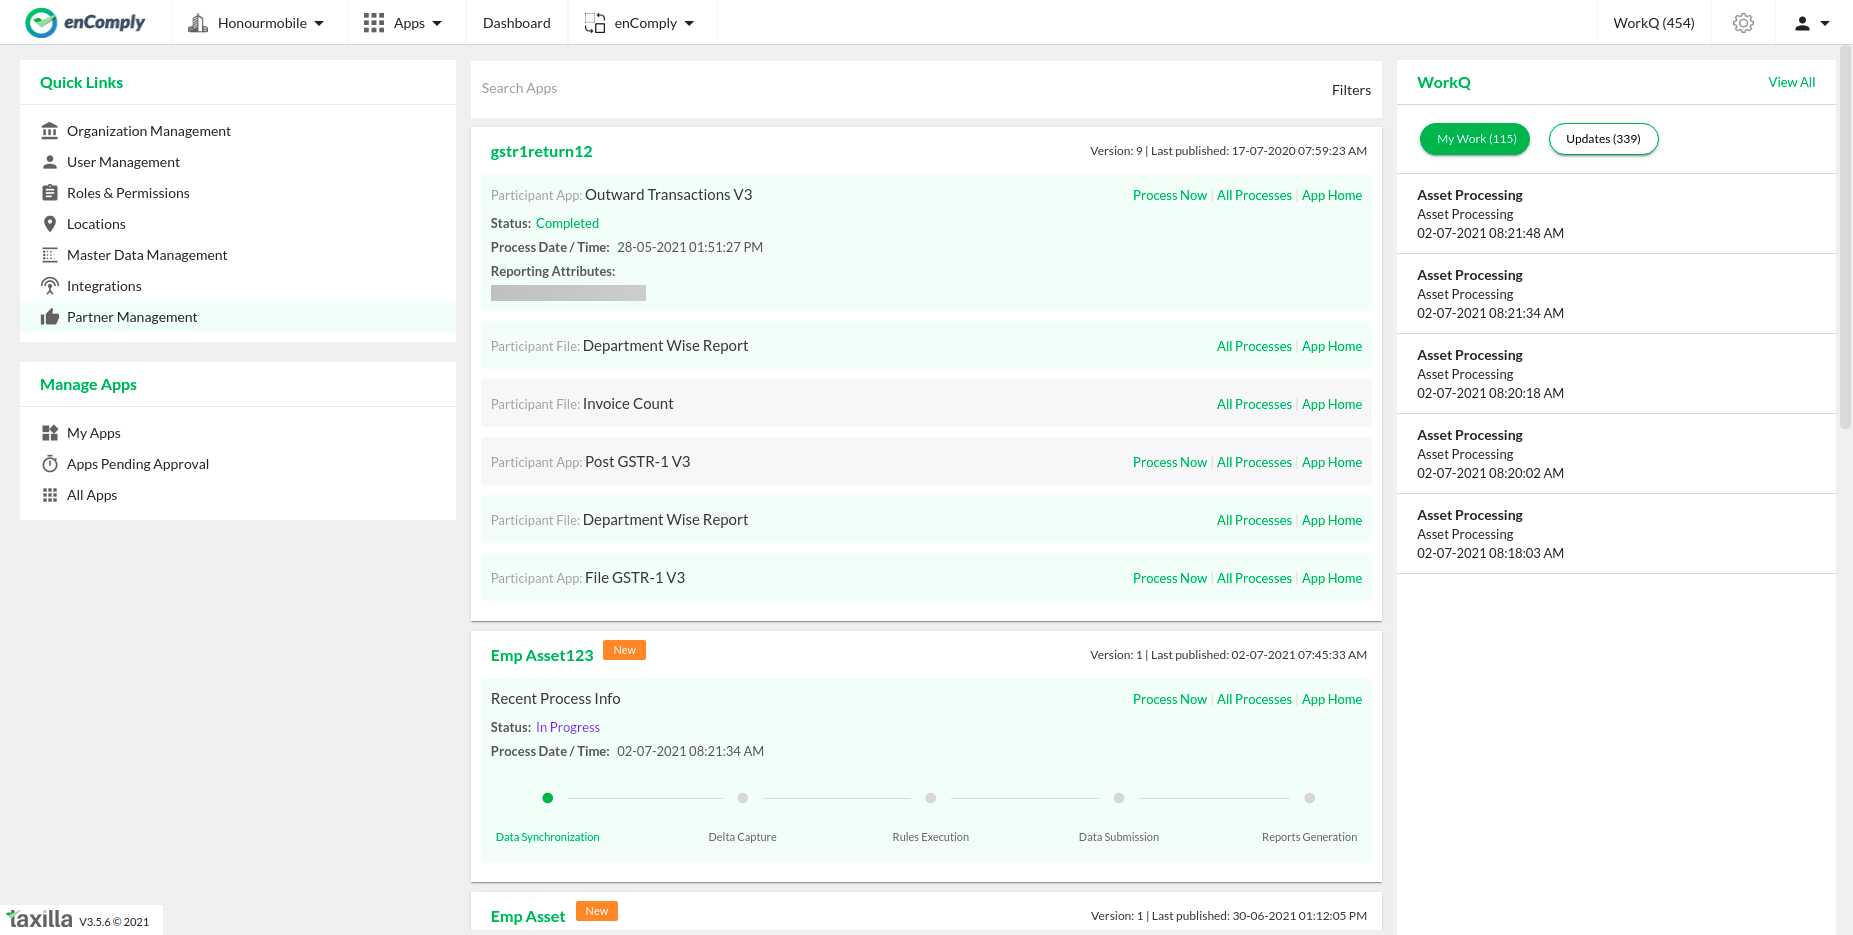 enComply
Honourmobile
Apps
Dashboard
enComply
WorkQ (454)
Quick Links
Organization Management
User Management
Roles & Permissions
Locations
Master Data Management
Integrations
Partner Management
Manage Apps
My Apps
Apps Pending Approval
All Apps
Search Apps
Filters
gstr1return12
Version: 9 | Last published: 17-07-2020 07:59:23 AM
Participant App: Outward Transactions V3
Process Now | All Processes | App Home
Status: Completed
Process Date / Time: 28-05-2021 01:51:27 PM
Reporting Attributes:
Participant File: Department Wise Report
All Processes | App Home
Participant File: Invoice Count
All Processes | App Home
Participant App: Post GSTR-1 V3
Process Now | All Processes | App Home
Participant File: Department Wise Report
All Processes | App Home
Participant App: File GSTR-1 V3
Process Now | All Processes | App Home
Emp Asset123 New
Version: 1 | Last published: 02-07-2021 07:45:33 AM
Recent Process Info
Process Now | All Processes | App Home
Status: In Progress
Process Date / Time: 02-07-2021 08:21:34 AM
Data Synchronization
Delta Capture
Rules Execution
Data Submission
Reports Generation
Emp Asset New
Version: 1 | Last published: 30-06-2021 01:12:05 PM
WorkQ
View All
My Work (115)
Updates (339)
Asset Processing
Asset Processing
02-07-2021 08:21:48 AM
Asset Processing
Asset Processing
02-07-2021 08:21:34 AM
Asset Processing
Asset Processing
02-07-2021 08:20:18 AM
Asset Processing
Asset Processing
02-07-2021 08:20:02 AM
Asset Processing
Asset Processing
02-07-2021 08:18:03 AM
taxilla V3.5.6 © 2021